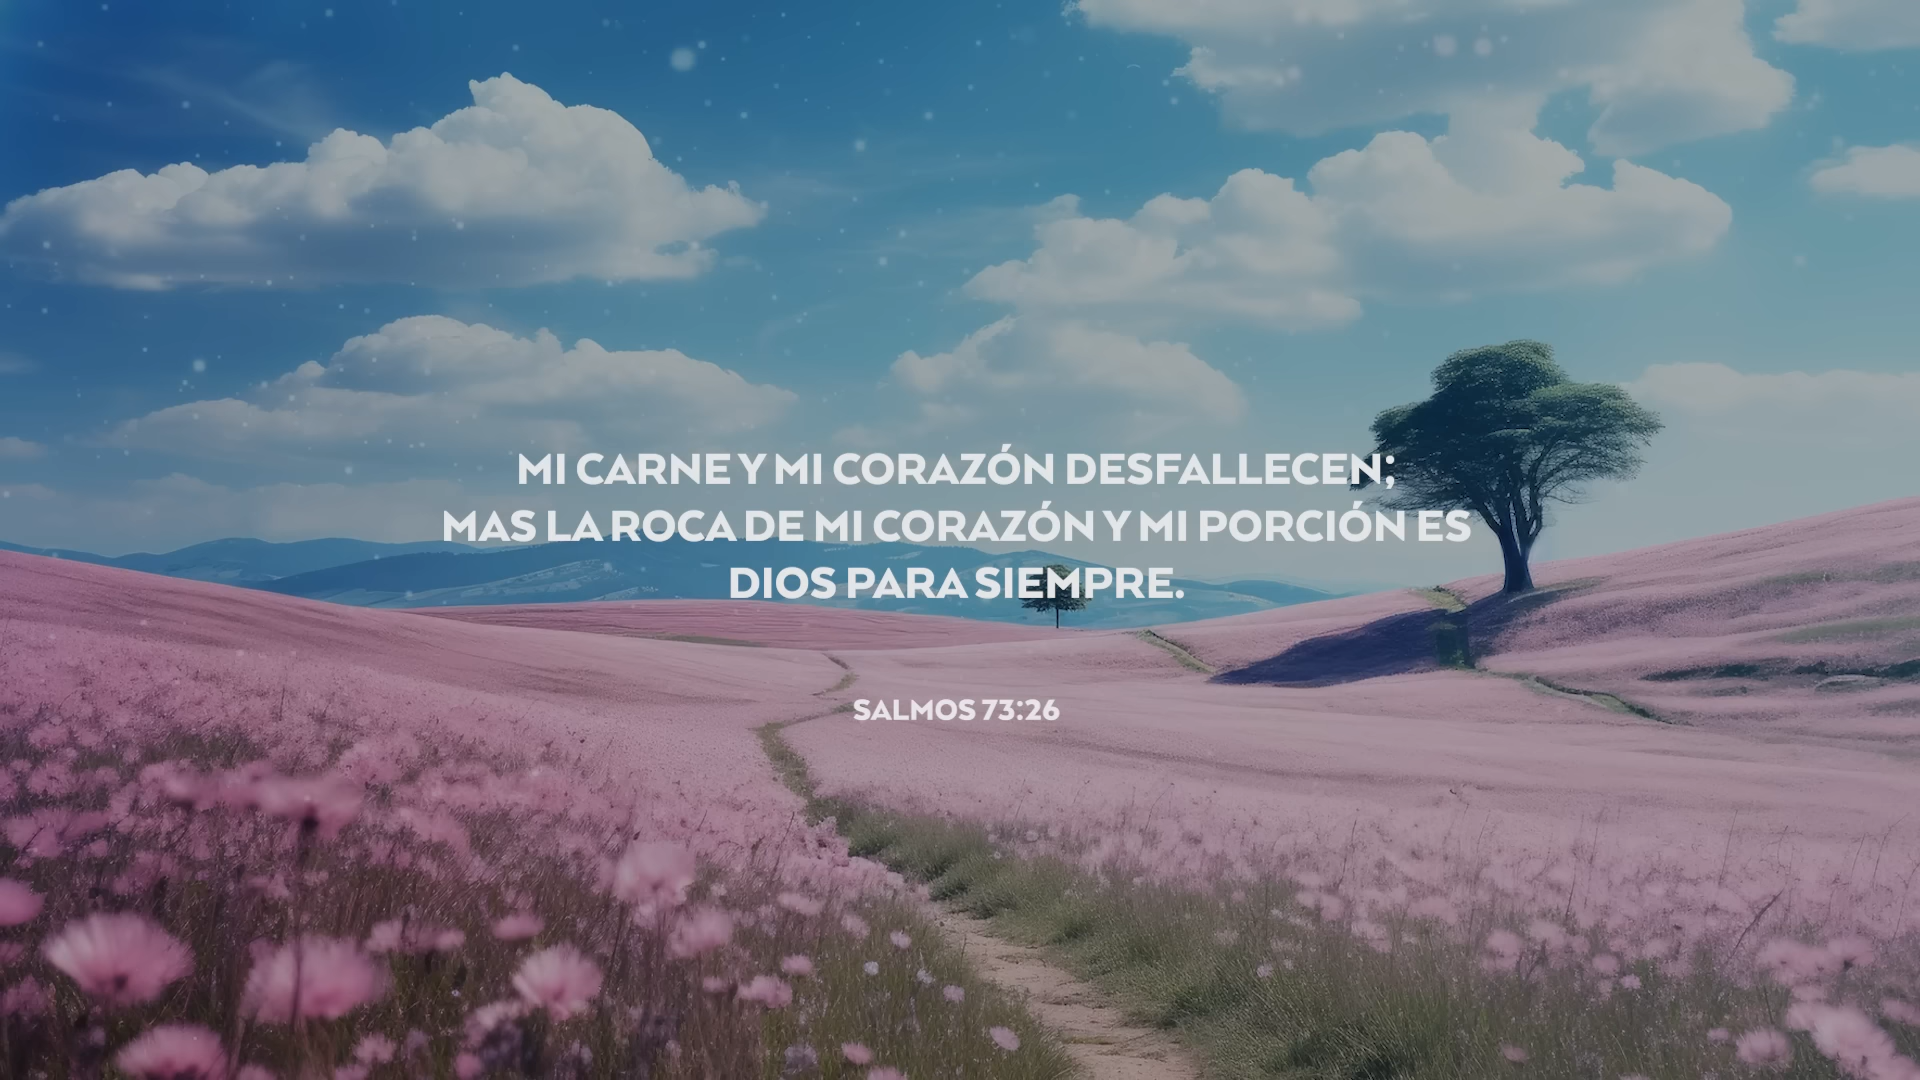 MI CARNE Y MI CORAZÓN DESFALLECEN;
MAS LA ROCA DE MI CORAZÓN Y MI PORCIÓN ES
DIOS PARA SIEMPRE.
SALMOS 73:26